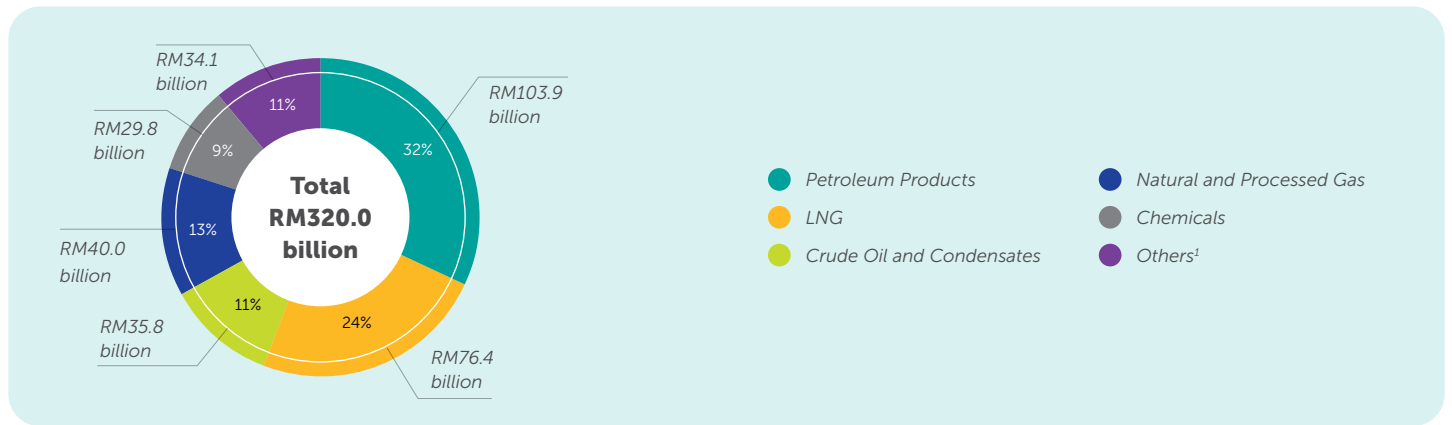 RM34.1
billion
RM103.9
billion
11%
32%
RM29.8
billion
9%
Total
RM320.0
billion
13%
RM40.0
billion
11%
24%
RM35.8
billion
RM76.4
billion
Petroleum Products
LNG
Crude Oil and Condensates
Natural and Processed Gas
Chemicals
Others¹